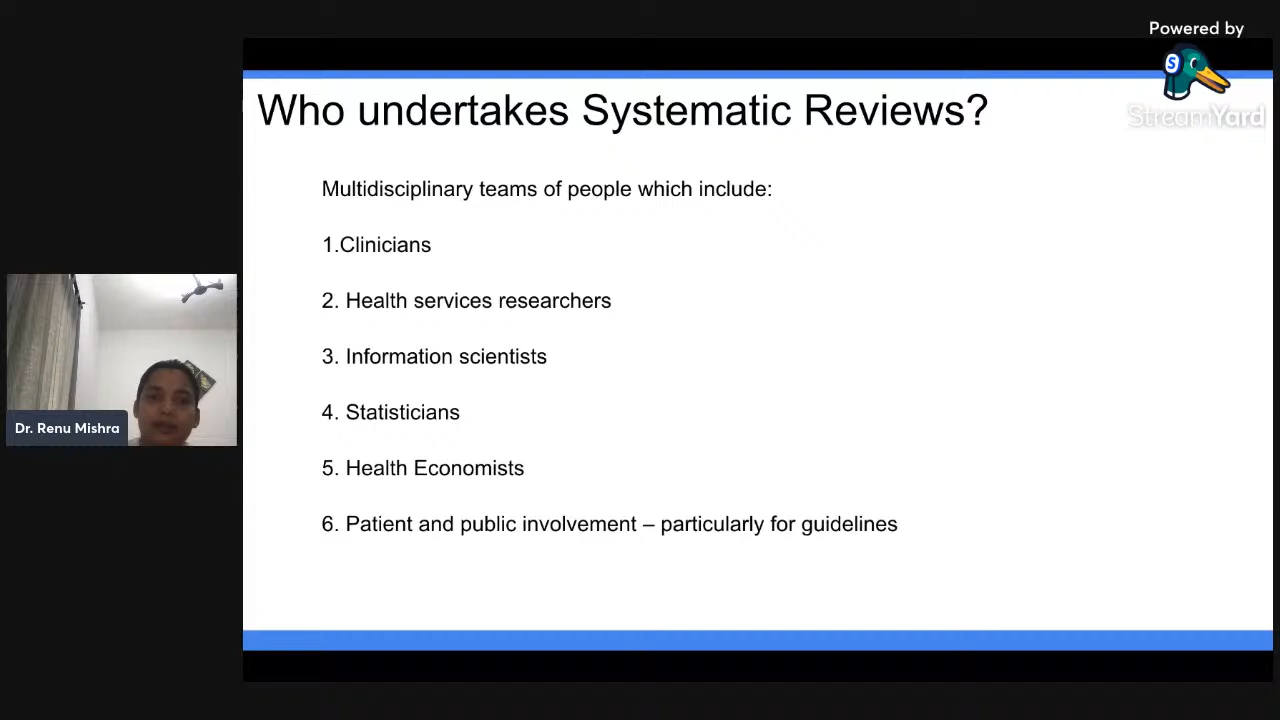 Powered by
StreamYard
Who undertakes Systematic Reviews?
Multidisciplinary teams of people which include:
1.Clinicians
2. Health services researchers
3. Information scientists
4. Statisticians
5. Health Economists
6. Patient and public involvement – particularly for guidelines
Dr. Renu Mishra